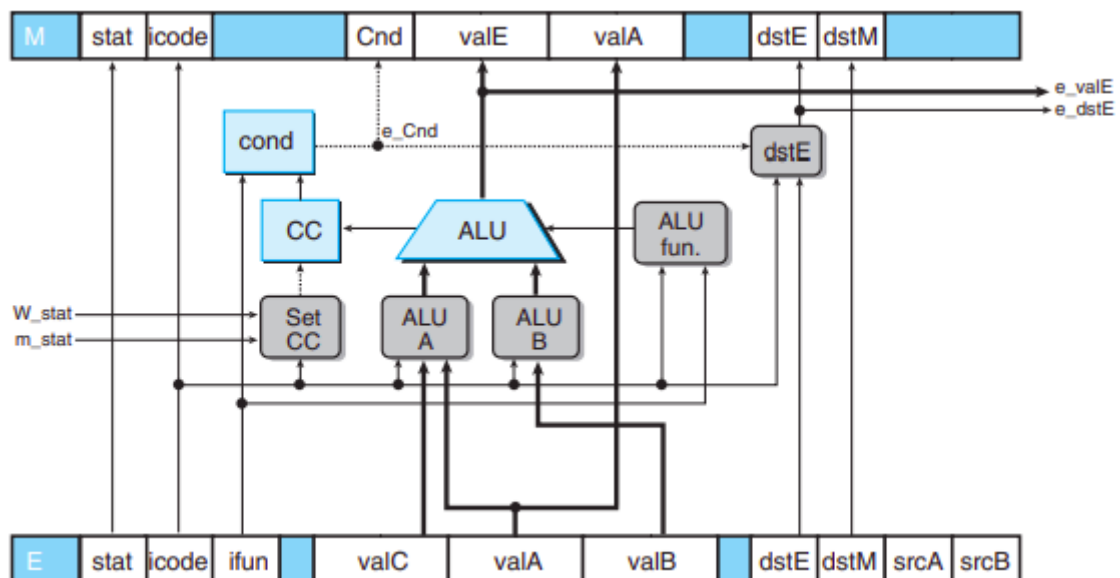 M stat icode Cnd valE valA dstE dstM
e_valE
e_dstE
e_Cnd
cond
dstE
CC
ALU
ALU
fun.
W_stat
m_stat
Set
CC
ALU
A
ALU
B
E stat icode ifun valC valA valB dstE dstM srcA srcB